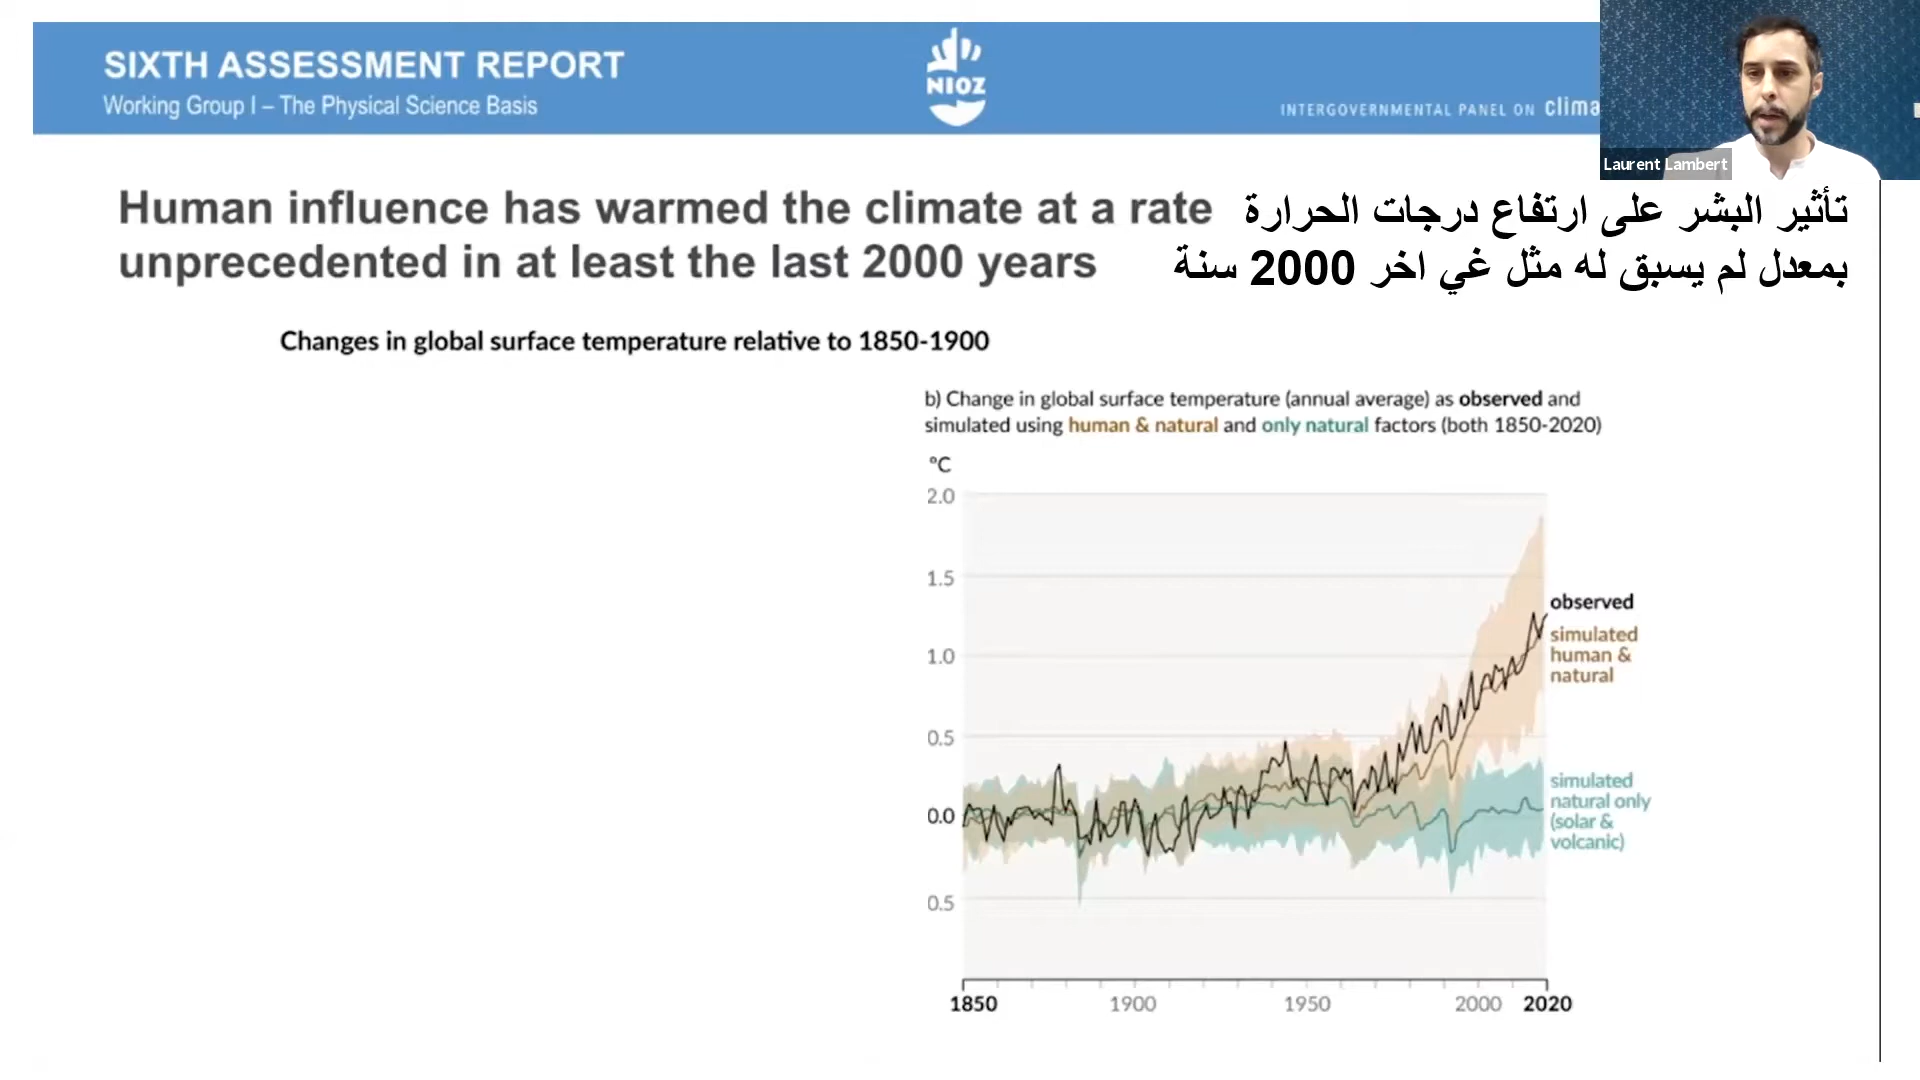 SIXTH ASSESSMENT REPORT
Working Group I – The Physical Science Basis
NIOZ
INTERGOVERNMENTAL PANEL ON clima
Laurent Lambert
Human influence has warmed the climate at a rate
unprecedented in at least the last 2000 years
تأثير البشر على ارتفاع درجات الحرارة
بمعدل لم يسبق له مثل غي اخر 2000 سنة
Changes in global surface temperature relative to 1850-1900
b) Change in global surface temperature (annual average) as observed and
simulated using human & natural and only natural factors (both 1850-2020)
ºC
2.0
1.5
1.0
0.5
0.0
0.5
observed
simulated
human &
natural
simulated
natural only
(solar &
volcanic)
1850 1900 1950 2000 2020